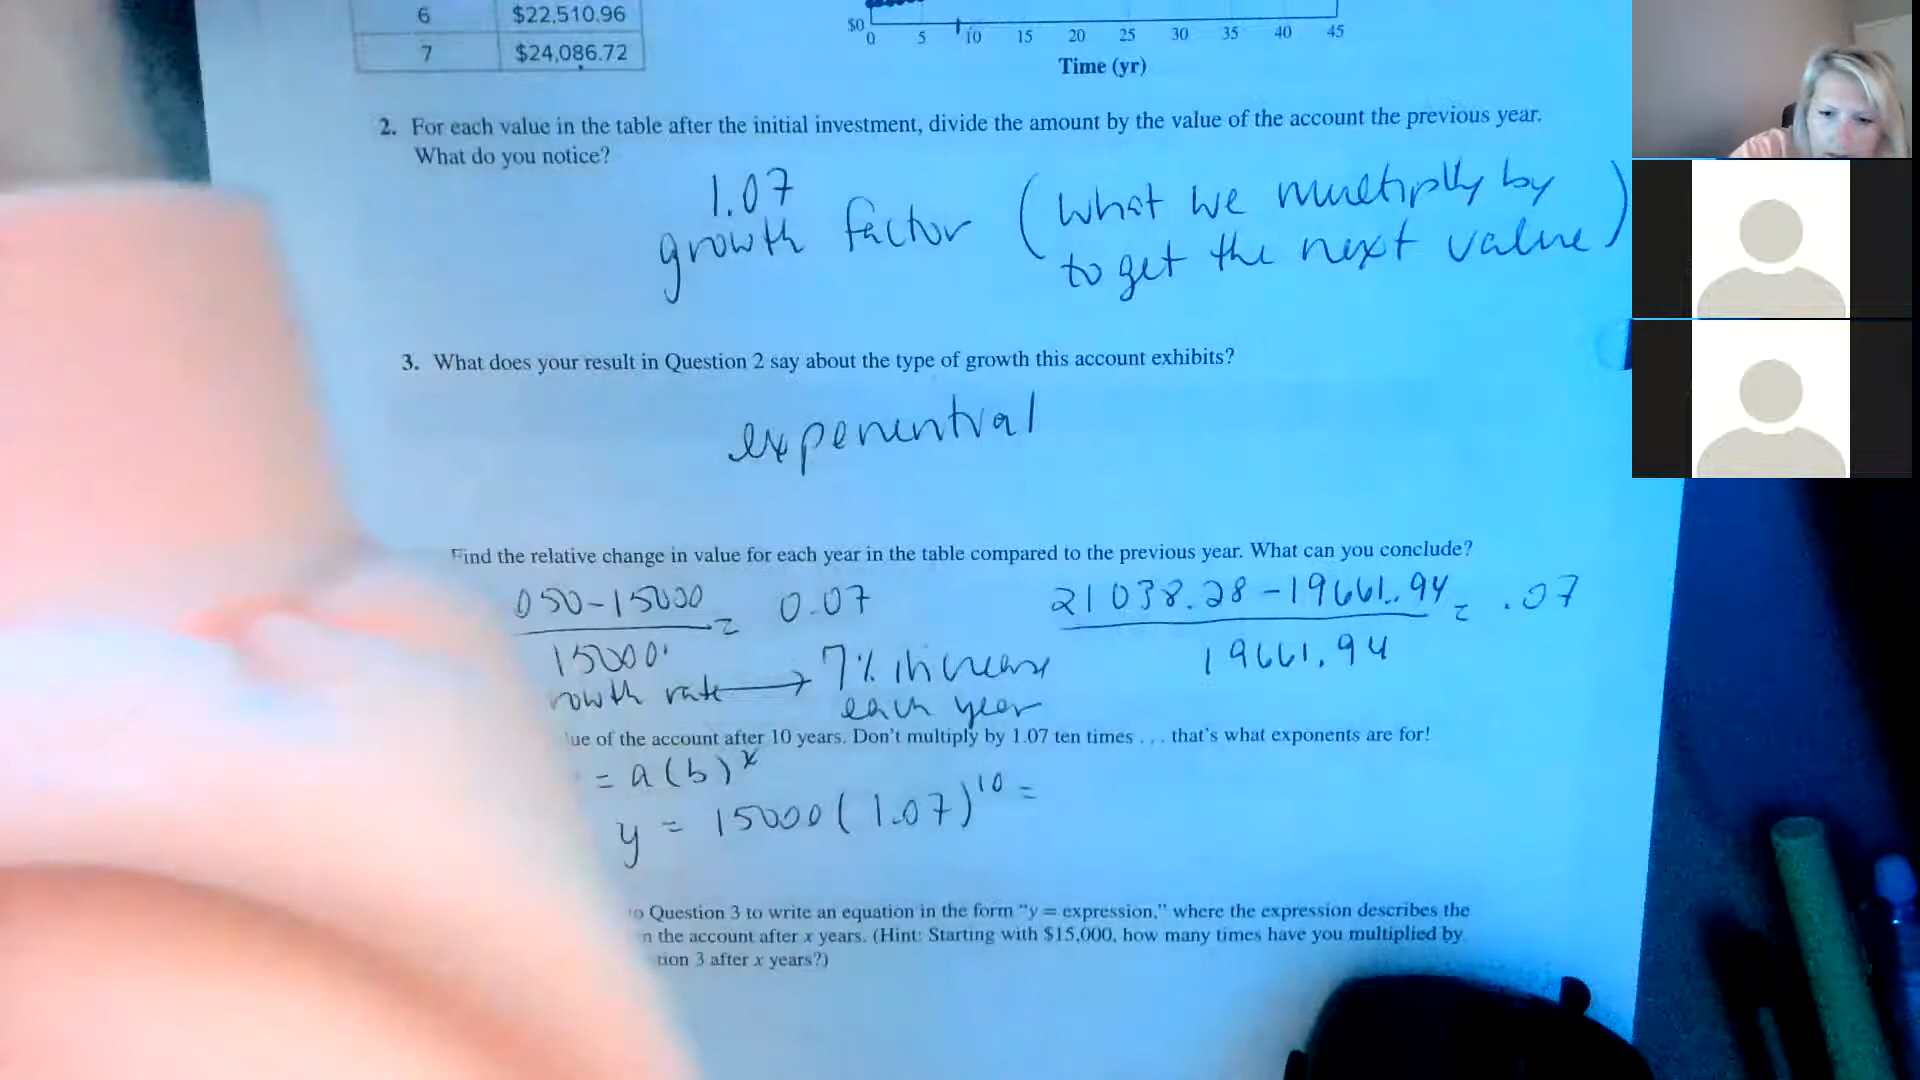 6 $22,510.96
7 $24,086.72
$0
0 5 10 15 20 25 30 35 40 45
Time (yr)
2. For each value in the table after the initial investment, divide the amount by the value of the account the previous year.
What do you notice?
1.07
growth factor (what we multiplly by
to get the next value)
3. What does your result in Question 2 say about the type of growth this account exhibits?
expenential
Find the relative change in value for each year in the table compared to the previous year. What can you conclude?
050-15000 = 0.07
15000
21038.28-19661.94 = .07
19661.94
rowth rate → 7% increase
each year
ue of the account after 10 years. Don't multiply by 1.07 ten times . . . that's what exponents are for!
= a(b)^x
y = 15000(1.07)^10 =
o Question 3 to write an equation in the form "y = expression," where the expression describes the
n the account after x years. (Hint: Starting with $15,000, how many times have you multiplied by
tion 3 after x years?)